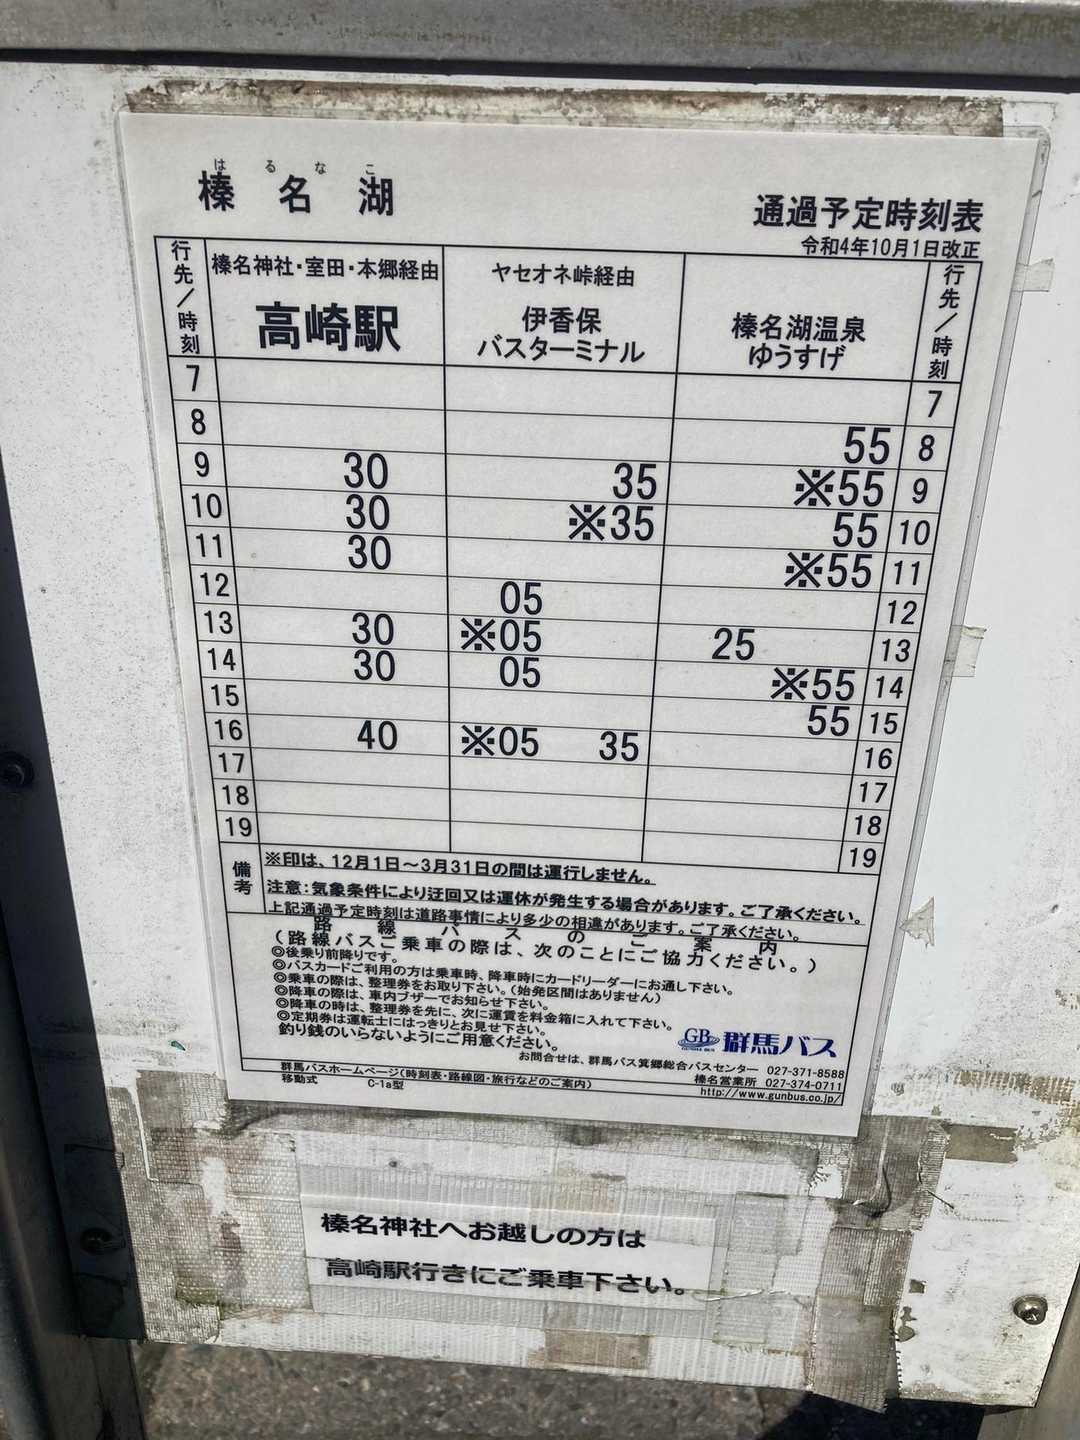 はるなこ
榛名湖
通過予定時刻表
令和4年10月1日改正
行先/時刻 榛名神社・室田・本郷経由 高崎駅 ヤセオネ峠経由 伊香保バスターミナル 榛名湖温泉ゆうすげ 行先/時刻
7 7
8 55 8
9 30 35 ※55 9
10 30 ※35 55 10
11 30 ※55 11
12 05 12
13 30 ※05 25 13
14 30 05 ※55 14
15 55 15
16 40 ※05 35 16
17 17
18 18
19 19
備考
※印は、12月1日～3月31日の間は運行しません。
注意:気象条件により迂回又は運休が発生する場合があります。ご了承ください。
上記通過予定時刻は道路事情により多少の相違があります。ご了承ください。
路線バスのご案内
(路線バスご乗車の際は、次のことにご協力ください。)
◎後乗り前降りです。
◎バスカードご利用の方は乗車時、降車時にカードリーダーにお通し下さい。
◎乗車の際は、整理券をお取り下さい。(始発区間はありません)
◎降車の際は、車内ブザーでお知らせ下さい。
◎降車の時は、整理券を先に、次に運賃を料金箱に入れて下さい。
◎定期券は運転士にはっきりとお見せ下さい。
釣り銭のいらないようにご用意ください。
GB GUNMA BUS 群馬バス
お問合せは、群馬バス箕郷総合バスセンター 027-371-8588
榛名営業所 027-374-0711
群馬バスホームページ(時刻表・路線図・旅行などのご案内) http://www.gunbus.co.jp/
移動式 C-1a型
榛名神社へお越しの方は
高崎駅行きにご乗車下さい。